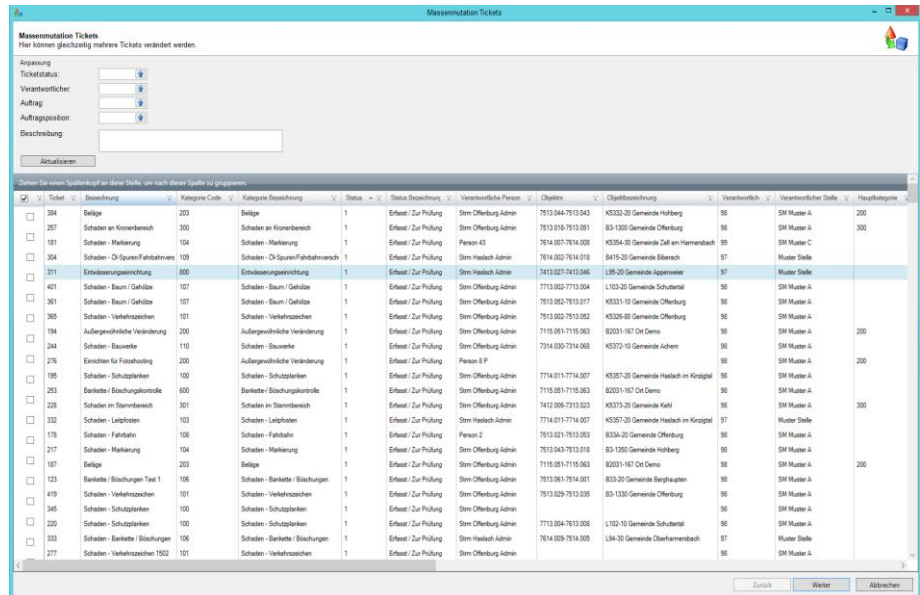 Massenmutation Tickets
Massenmutation Tickets
Hier können gleichzeitig mehrere Tickets verändert werden.
Anpassung
Ticketstatus:
Verantwortlicher:
Auftrag:
Auftragsposition:
Beschreibung:
Aktualisieren
Ziehen Sie einen Spaltenkopf an diese Stelle, um nach dieser Spalte zu gruppieren.
Ticket Bezeichnung Kategorie Code Kategorie Bezeichnung Status Status Bezeichnung Verantwortliche Person Objektnr. Objektbezeichnung Verantwortlich Verantwortlicher Stelle Hauptkategorie
384 Beläge 203 Beläge 1 Erfasst / Zur Prüfung Strm Offenburg Admin 7513.044-7513.043 K5332-20 Gemeinde Hohberg 98 SM Muster A 200
257 Schaden an Kronenbereich 300 Schaden an Kronenbereich 1 Erfasst / Zur Prüfung Strm Offenburg Admin 7513.018-7513.051 B3-1300 Gemeinde Offenburg 98 SM Muster A 300
181 Schaden - Markierung 104 Schaden - Markierung 1 Erfasst / Zur Prüfung Person 43 7614.007-7614.008 K5354-30 Gemeinde Zell am Harmersbach 99 SM Muster C
304 Schaden - Öl-Spuren/Fahrbahnvers 109 Schaden - Öl-Spuren/Fahrbahnversch 1 Erfasst / Zur Prüfung Strm Haslach Admin 7614.002-7614.018 B415-20 Gemeinde Biberach 97 Muster Stelle
311 Entwässerungseinrichtung 800 Entwässerungseinrichtung 1 Erfasst / Zur Prüfung Strm Haslach Admin 7413.027-7413.046 L95-20 Gemeinde Appenweier 97 Muster Stelle
401 Schaden - Baum / Gehölze 107 Schaden - Baum / Gehölze 1 Erfasst / Zur Prüfung Strm Offenburg Admin 7713.002-7713.004 L103-20 Gemeinde Schuttertal 98 SM Muster A
361 Schaden - Baum / Gehölze 107 Schaden - Baum / Gehölze 1 Erfasst / Zur Prüfung Strm Offenburg Admin 7513.052-7513.017 K5331-10 Gemeinde Offenburg 98 SM Muster A
365 Schaden - Verkehrszeichen 101 Schaden - Verkehrszeichen 1 Erfasst / Zur Prüfung Strm Offenburg Admin 7513.002-7513.052 K5326-80 Gemeinde Offenburg 98 SM Muster A
194 Außergewöhnliche Veränderung 200 Außergewöhnliche Veränderung 1 Erfasst / Zur Prüfung Strm Offenburg Admin 7115.051-7115.063 B2031-167 Ort Demo 98 SM Muster A 200
244 Schaden - Bauwerke 110 Schaden - Bauwerke 1 Erfasst / Zur Prüfung Strm Offenburg Admin 7314.030-7314.068 K5372-10 Gemeinde Achern 98 SM Muster A
276 Einrichten für Fotoshooting 200 Außergewöhnliche Veränderung 1 Erfasst / Zur Prüfung Person 8 P 98 SM Muster A 200
195 Schaden - Schutzplanken 100 Schaden - Schutzplanken 1 Erfasst / Zur Prüfung Strm Offenburg Admin 7714.011-7714.007 K5357-20 Gemeinde Haslach im Kinzigtal 98 SM Muster A
253 Bankette-/ Böschungskontrolle 600 Bankette-/ Böschungskontrolle 1 Erfasst / Zur Prüfung Strm Offenburg Admin 7115.051-7115.063 B2031-167 Ort Demo 98 SM Muster A
228 Schaden im Stammbereich 301 Schaden im Stammbereich 1 Erfasst / Zur Prüfung Strm Offenburg Admin 7412.006-7313.023 K5373-20 Gemeinde Kehl 98 SM Muster A 300
332 Schaden - Leitpfosten 103 Schaden - Leitpfosten 1 Erfasst / Zur Prüfung Strm Haslach Admin 7714.011-7714.007 K5357-20 Gemeinde Haslach im Kinzigtal 97 Muster Stelle
178 Schaden - Fahrbahn 108 Schaden - Fahrbahn 1 Erfasst / Zur Prüfung Person 2 7513.021-7513.053 B33A-20 Gemeinde Offenburg 98 SM Muster A
217 Schaden - Markierung 104 Schaden - Markierung 1 Erfasst / Zur Prüfung Strm Offenburg Admin 7513.043-7513.018 B3-1350 Gemeinde Hohberg 98 SM Muster A
187 Beläge 203 Beläge 1 Erfasst / Zur Prüfung Strm Offenburg Admin 7115.051-7115.063 B2031-167 Ort Demo 98 SM Muster A 200
123 Bankette / Böschungen Test 1 106 Schaden - Bankette / Böschungen 1 Erfasst / Zur Prüfung Strm Offenburg Admin 7513.061-7514.001 B33-20 Gemeinde Berghaupten 98 SM Muster A
419 Schaden - Verkehrszeichen 101 Schaden - Verkehrszeichen 1 Erfasst / Zur Prüfung Strm Offenburg Admin 7513.029-7513.035 B3-1330 Gemeinde Offenburg 98 SM Muster A
345 Schaden - Schutzplanken 100 Schaden - Schutzplanken 1 Erfasst / Zur Prüfung Strm Offenburg Admin 98 SM Muster A
220 Schaden - Schutzplanken 100 Schaden - Schutzplanken 1 Erfasst / Zur Prüfung Strm Offenburg Admin 7713.004-7613.008 L102-10 Gemeinde Schuttertal 98 SM Muster A
333 Schaden - Bankette / Böschungen 106 Schaden - Bankette / Böschungen 1 Erfasst / Zur Prüfung Strm Haslach Admin 7614.009-7514.005 L94-30 Gemeinde Oberharmersbach 97 Muster Stelle
277 Schaden - Verkehrszeichen 1502 101 Schaden - Verkehrszeichen 1 Erfasst / Zur Prüfung Strm Offenburg Admin 98 SM Muster A
Zurück Weiter Abbrechen